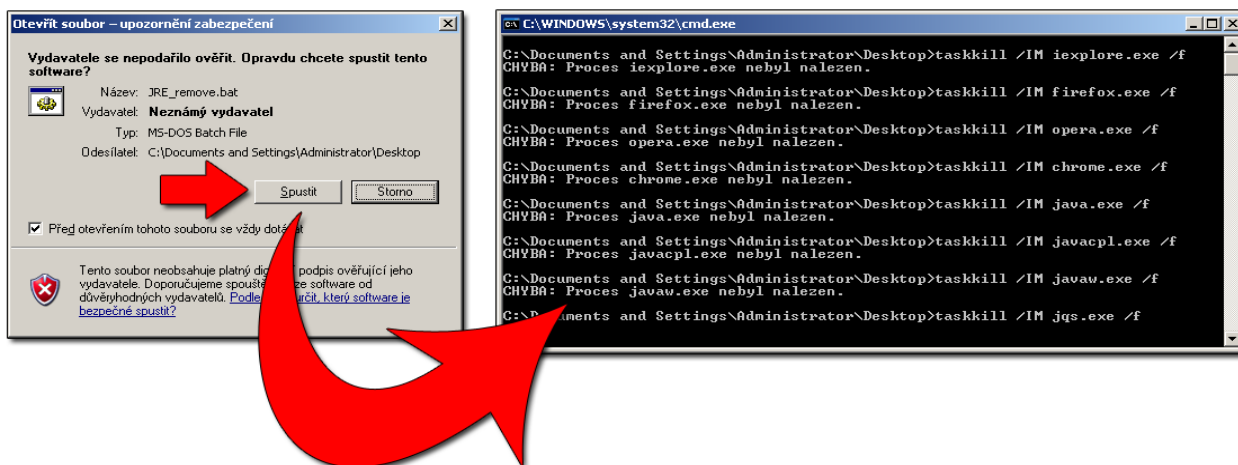 Otevřít soubor – upozornění zabezpečení
Vydavatele se nepodařilo ověřit. Opravdu chcete spustit tento
software?
Název: JRE_remove.bat
Vydavatel: Neznámý vydavatel
Typ: MS-DOS Batch File
Odesílatel: C:\Documents and Settings\Administrator\Desktop
Spustit Storno
Před otevřením tohoto souboru se vždy
Tento soubor neobsahuje platný podpis ověřující jeho
vydavatele. Doporučujeme software od
důvěryhodných vydavatelů. který software je
bezpečné spustit?
C:\WINDOWS\system32\cmd.exe
C:\Documents and Settings\Administrator\Desktop>taskkill /IM iexplore.exe /f
CHYBA: Proces iexplore.exe nebyl nalezen.
C:\Documents and Settings\Administrator\Desktop>taskkill /IM firefox.exe /f
CHYBA: Proces firefox.exe nebyl nalezen.
C:\Documents and Settings\Administrator\Desktop>taskkill /IM opera.exe /f
CHYBA: Proces opera.exe nebyl nalezen.
C:\Documents and Settings\Administrator\Desktop>taskkill /IM chrome.exe /f
CHYBA: Proces chrome.exe nebyl nalezen.
C:\Documents and Settings\Administrator\Desktop>taskkill /IM java.exe /f
CHYBA: Proces java.exe nebyl nalezen.
C:\Documents and Settings\Administrator\Desktop>taskkill /IM javacpl.exe /f
CHYBA: Proces javacpl.exe nebyl nalezen.
C:\Documents and Settings\Administrator\Desktop>taskkill /IM javaw.exe /f
CHYBA: Proces javaw.exe nebyl nalezen.
C:\Documents and Settings\Administrator\Desktop>taskkill /IM jqs.exe /f